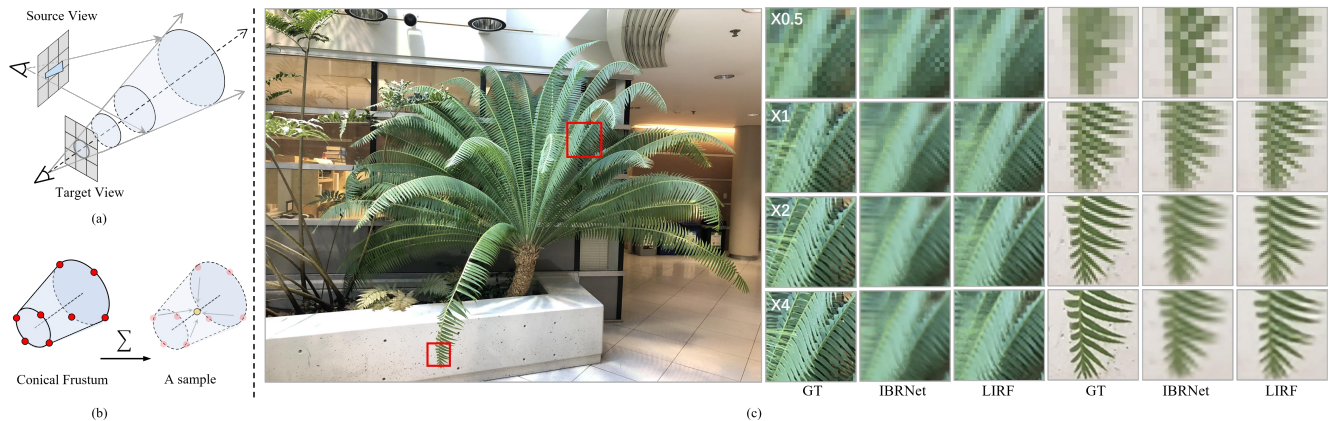 Source View
Target View
(a)
∑
Conical Frustum
A sample
(b)
X0.5
X1
X2
X4
GT
IBRNet
LIRF
GT
IBRNet
LIRF
(c)